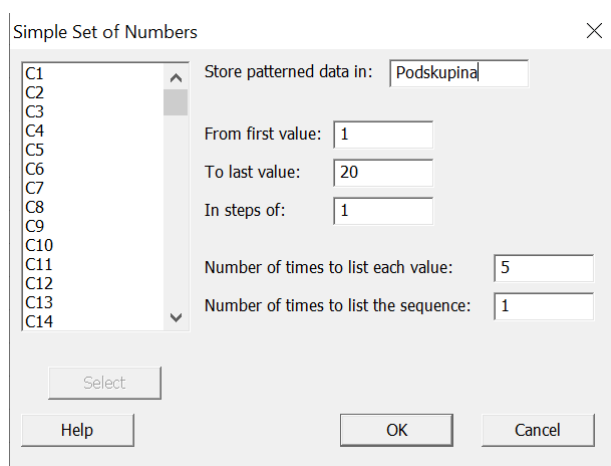 Simple Set of Numbers
C1
C2
C3
C4
C5
C6
C7
C8
C9
C10
C11
C12
C13
C14
Store patterned data in: Podskupina
From first value: 1
To last value: 20
In steps of: 1
Number of times to list each value: 5
Number of times to list the sequence: 1
Select
Help
OK
Cancel